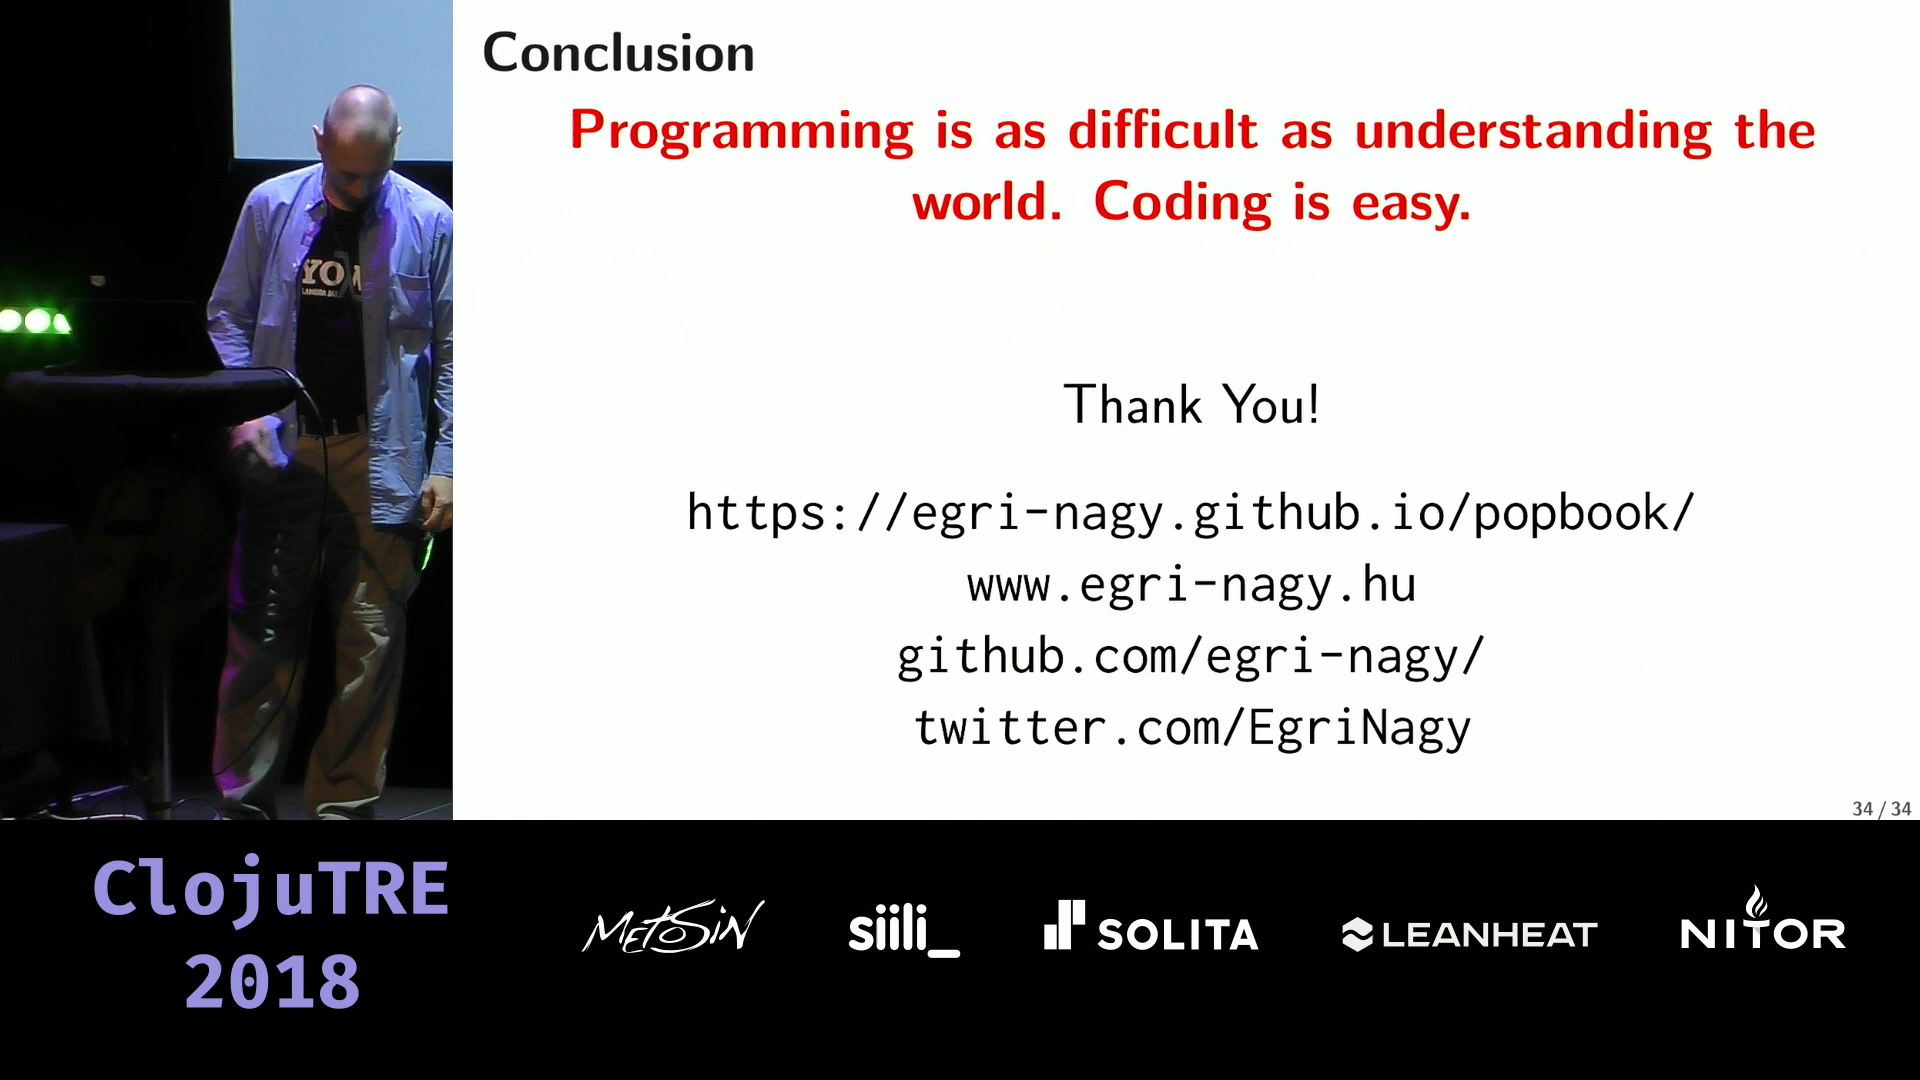 Conclusion
Programming is as difficult as understanding the
world. Coding is easy.
Thank You!
https://egri-nagy.github.io/popbook/
www.egri-nagy.hu
github.com/egri-nagy/
twitter.com/EgriNagy
34 / 34
YOW
ClojuTRE
2018
METOSIN
siili_
SOLITA
LEANHEAT
NITOR